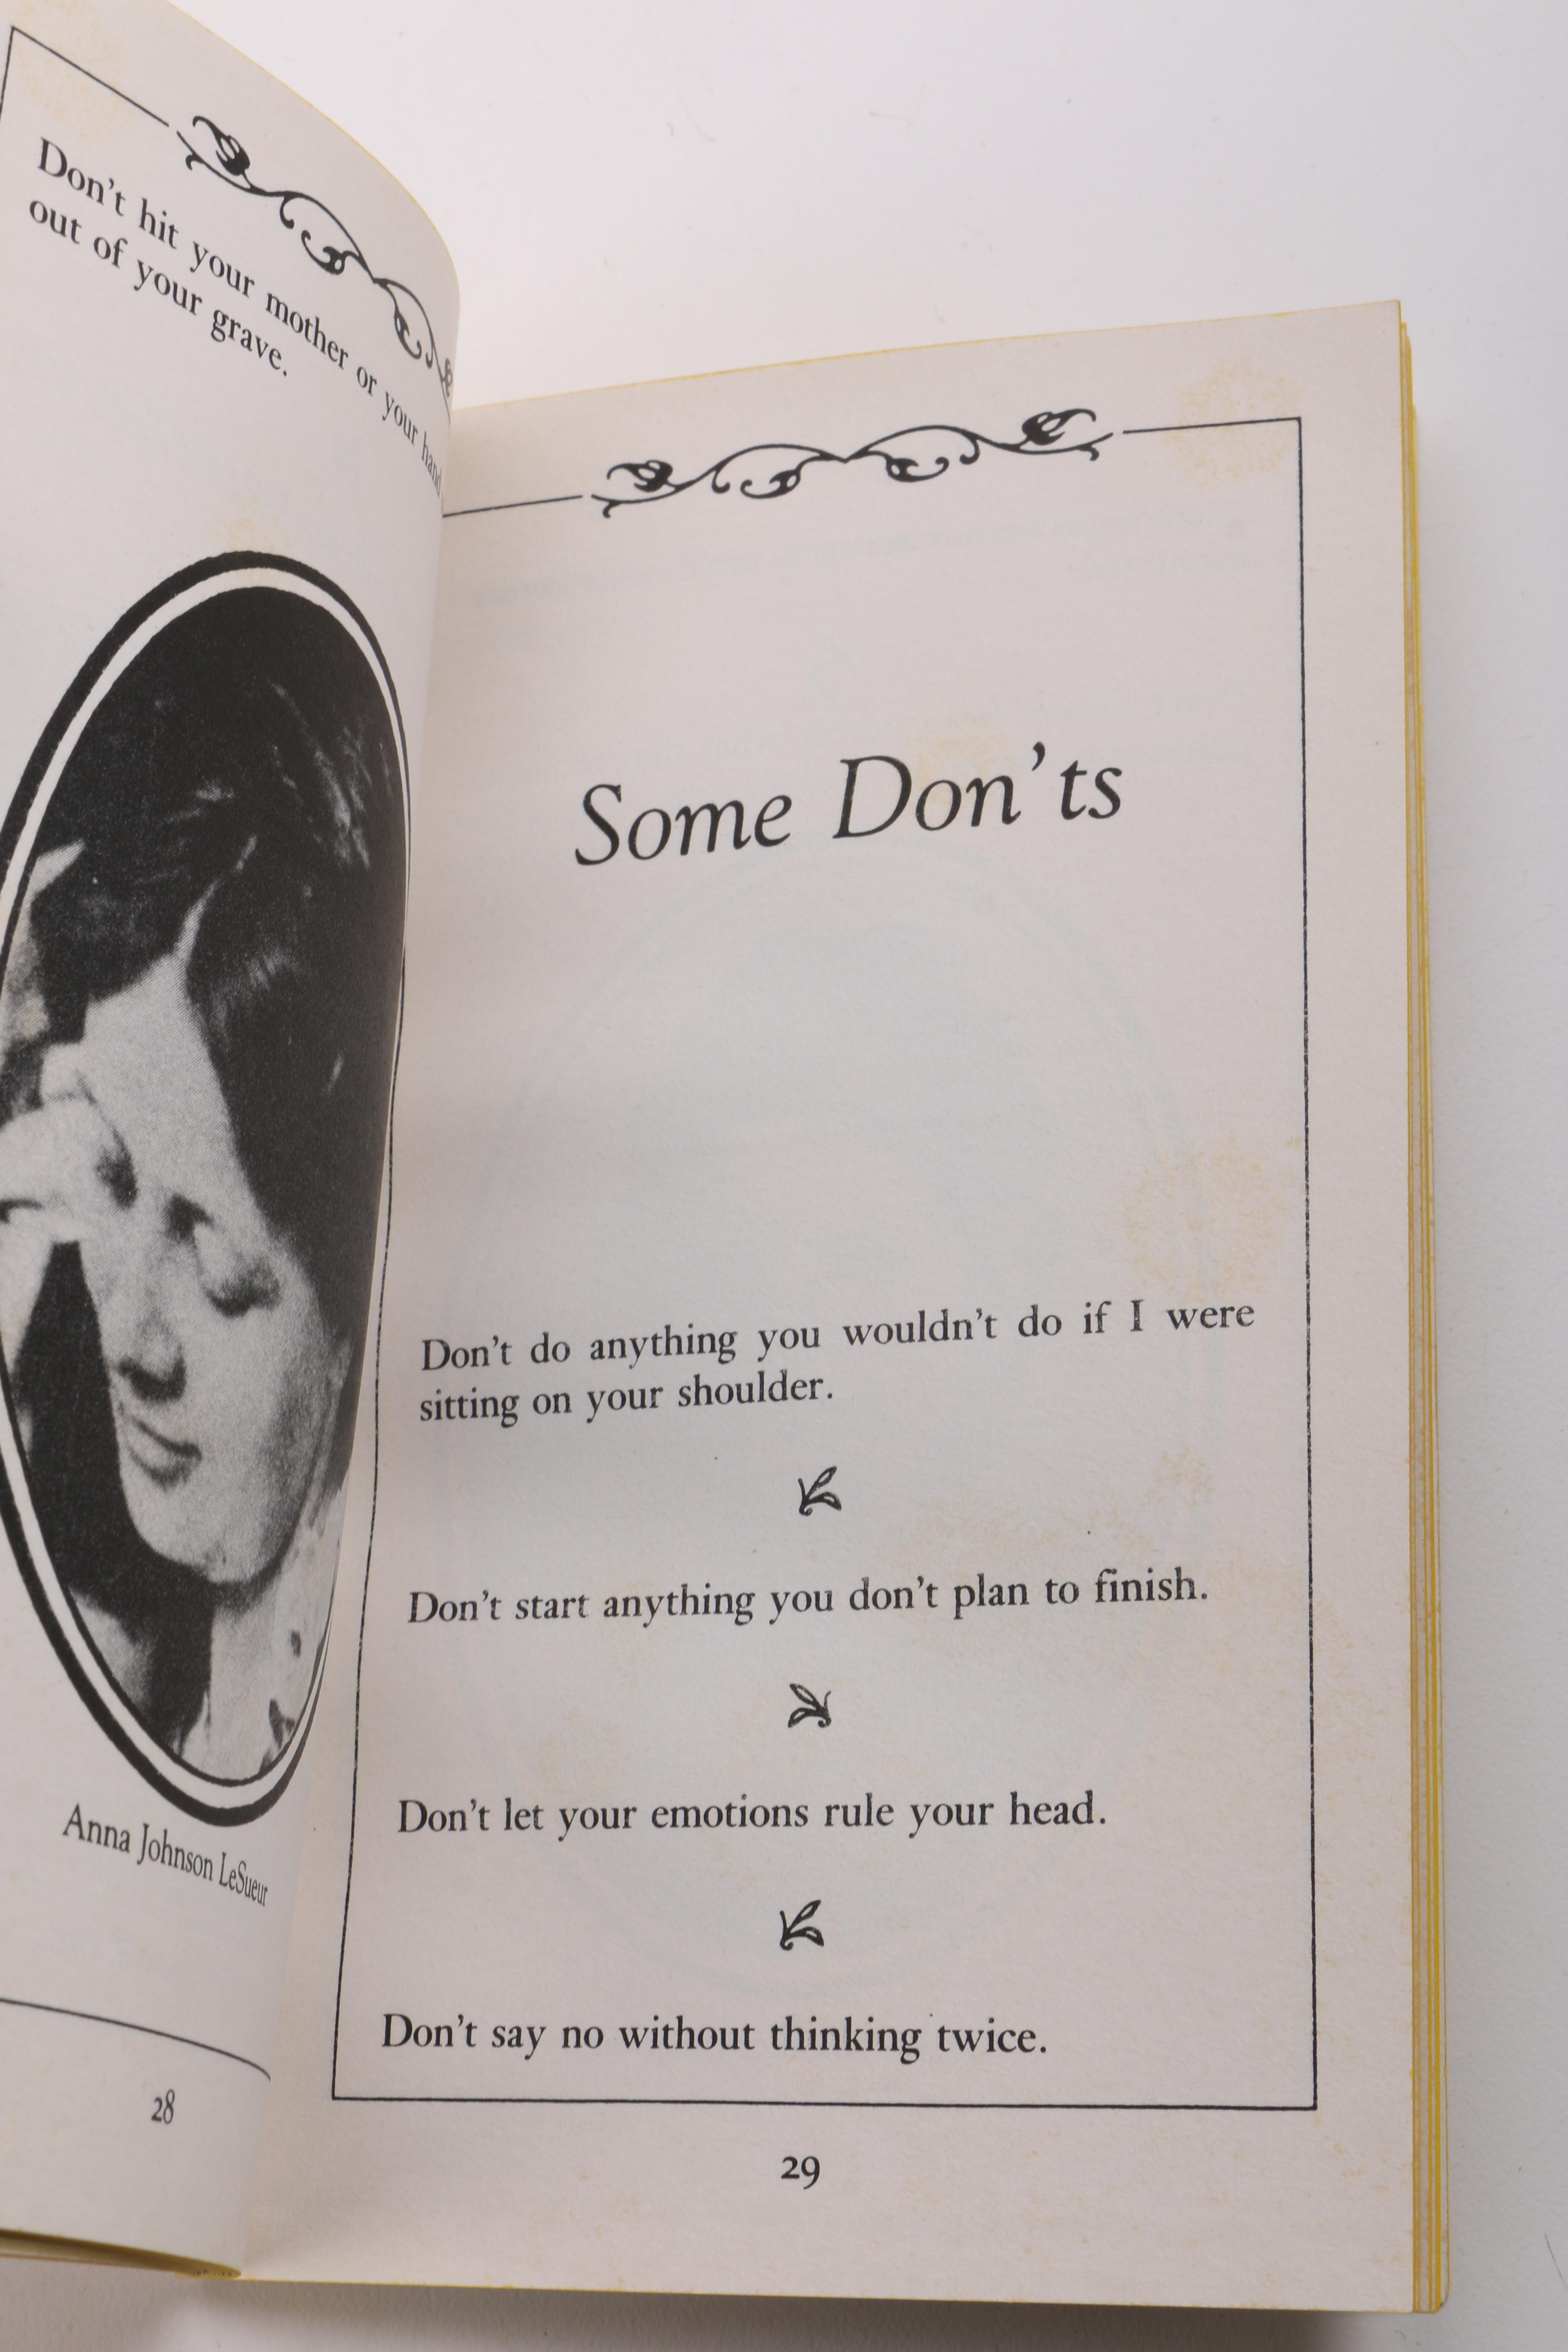 Don't hit your mother or your hand
out of your grave.
Anna Johnson LeSueur
28
Some Don'ts
Don't do anything you wouldn't do if I were
sitting on your shoulder.
Don't start anything you don't plan to finish.
Don't let your emotions rule your head.
Don't say no without thinking twice.
29